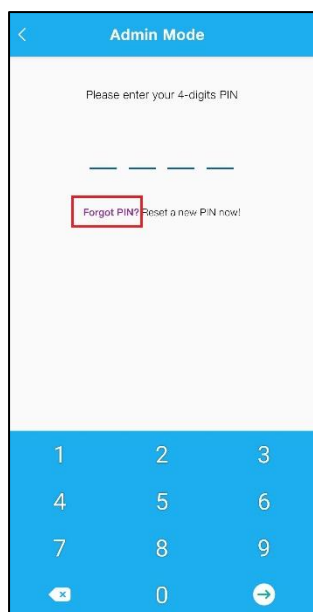 Admin Mode
Please enter your 4-digits PIN
Forgot PIN? Reset a new PIN now!
1 2 3
4 5 6
7 8 9
0